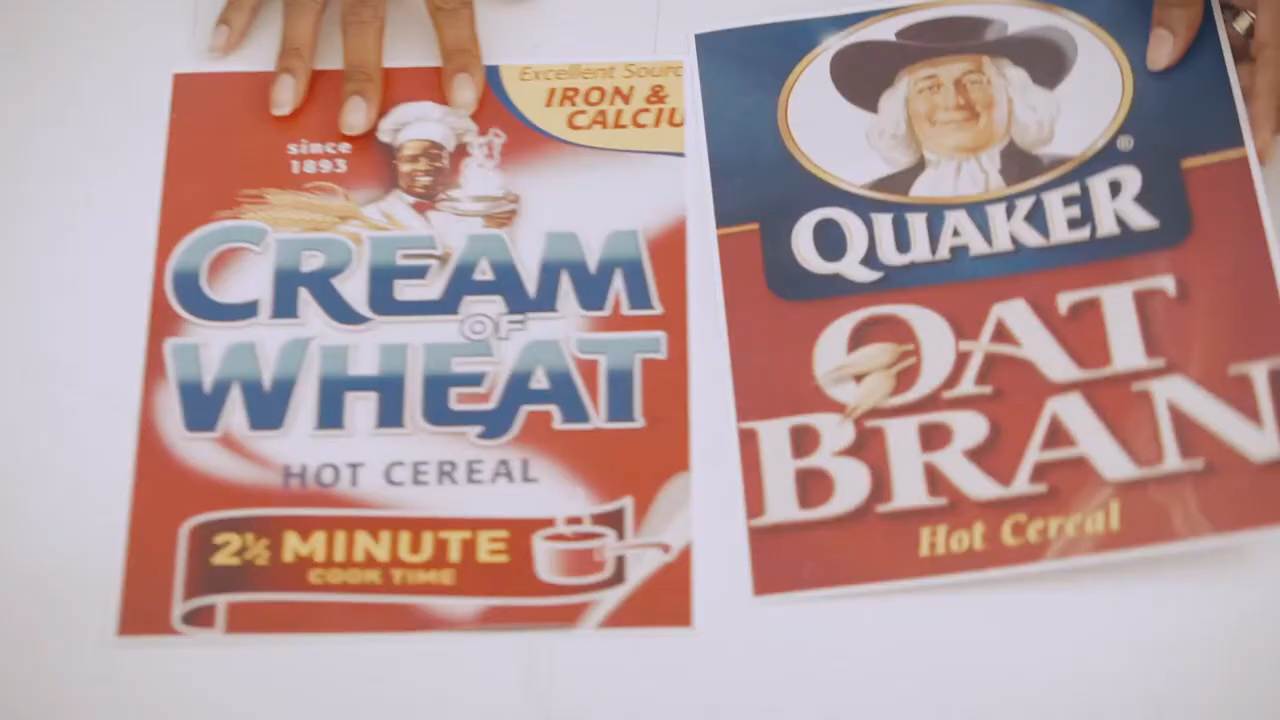 Excellent Sourc
IRON &
CALCIU
since
1893
CREAM
OF
WHEAT
HOT CEREAL
2½ MINUTE
COOK TIME
®
QUAKER
OAT
BRAN
Hot Cereal